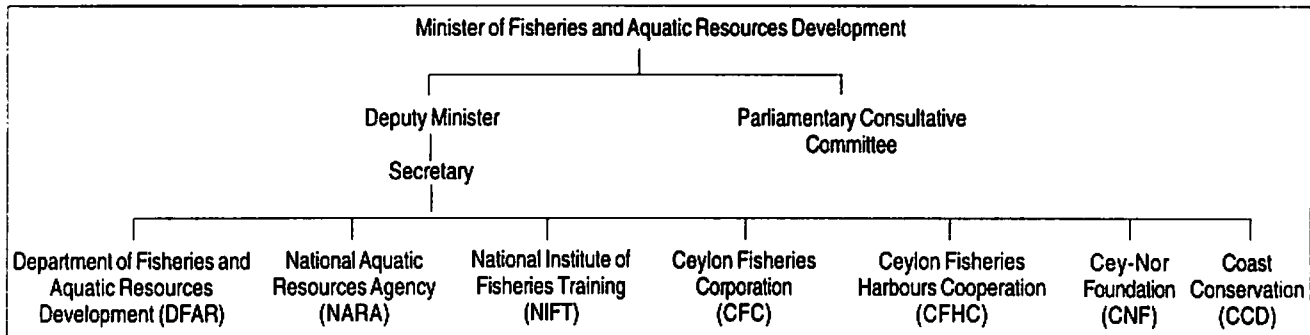 Minister of Fisheries and Aquatic Resources Development
Deputy Minister
Parliamentary Consultative
Committee
Secretary
Department of Fisheries and
Aquatic Resources
Development (DFAR)
National Aquatic
Resources Agency
(NARA)
National Institute of
Fisheries Training
(NIFT)
Ceylon Fisheries
Corporation
(CFC)
Ceylon Fisheries
Harbours Cooperation
(CFHC)
Cey-Nor
Foundation
(CNF)
Coast
Conservation
(CCD)